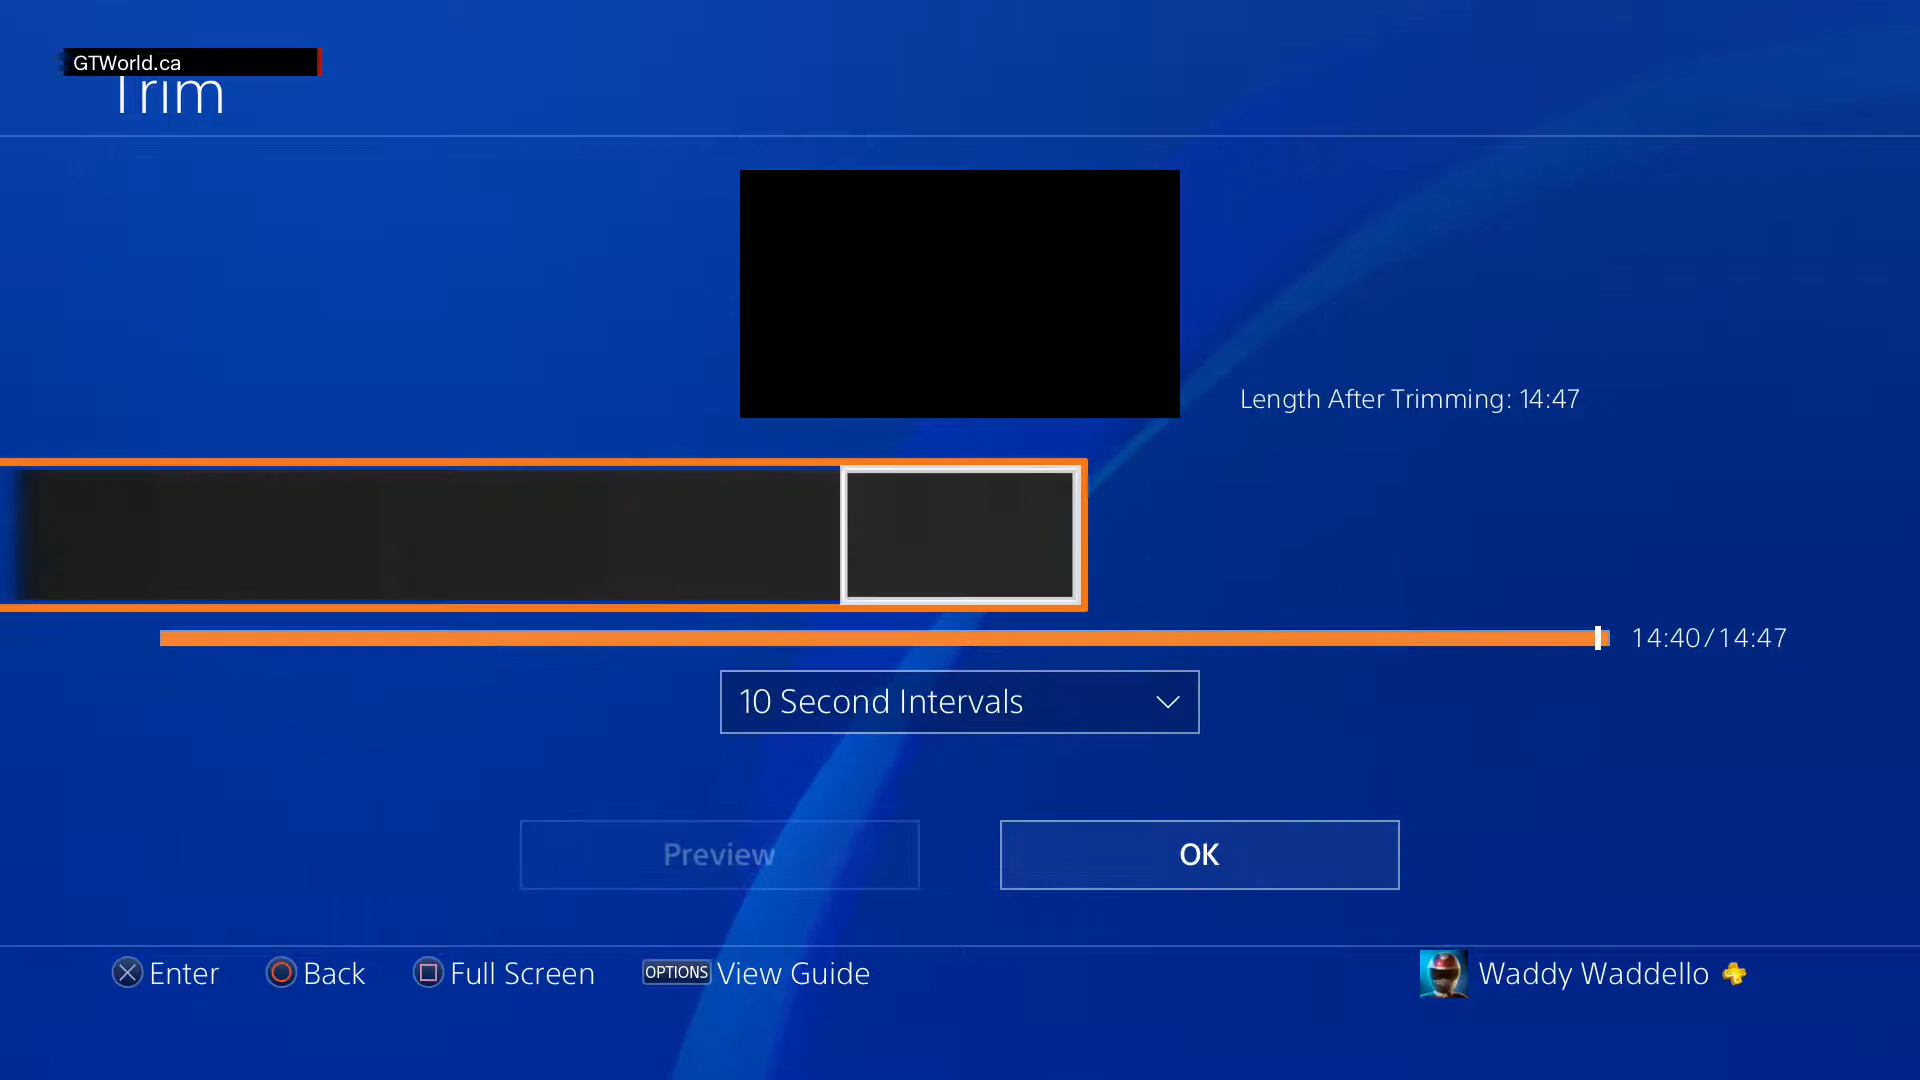 GTWorld.ca
Trim
Length After Trimming: 14:47
14:40/14:47
10 Second Intervals
Preview
OK
Enter
Back
Full Screen
OPTIONS View Guide
Waddy Waddello